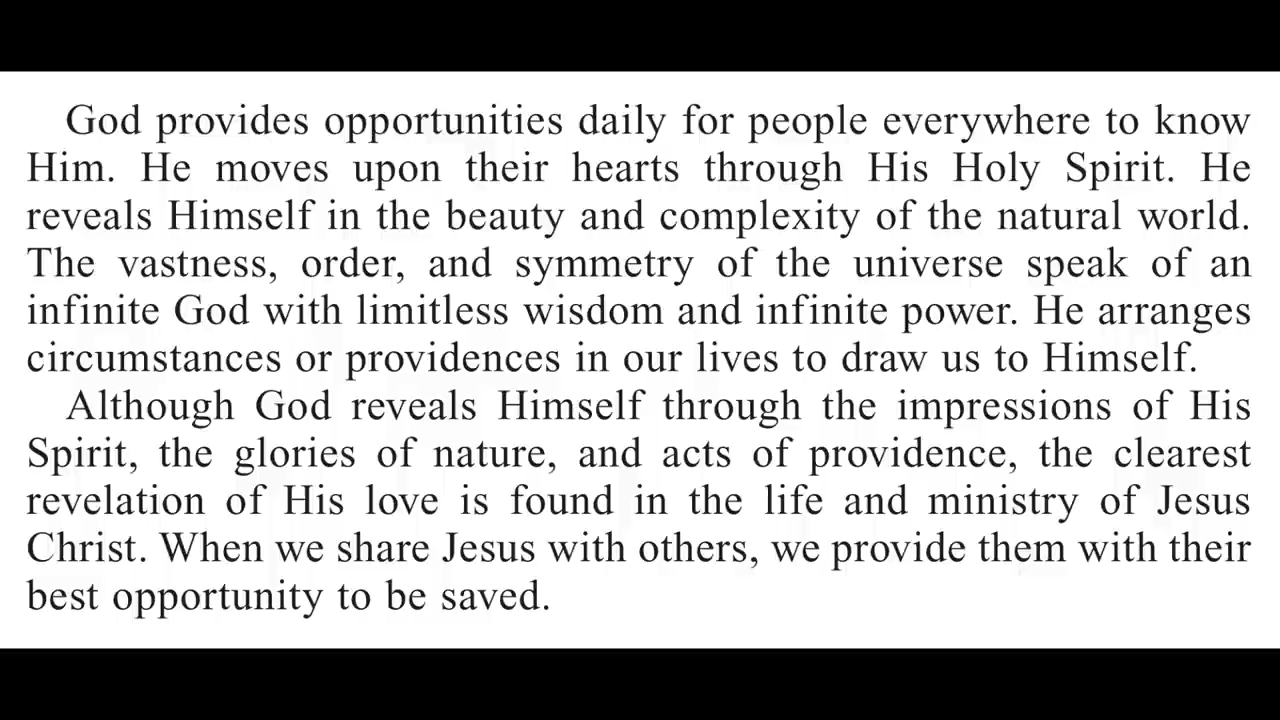 God provides opportunities daily for people everywhere to know
Him. He moves upon their hearts through His Holy Spirit. He
reveals Himself in the beauty and complexity of the natural world.
The vastness, order, and symmetry of the universe speak of an
infinite God with limitless wisdom and infinite power. He arranges
circumstances or providences in our lives to draw us to Himself.
Although God reveals Himself through the impressions of His
Spirit, the glories of nature, and acts of providence, the clearest
revelation of His love is found in the life and ministry of Jesus
Christ. When we share Jesus with others, we provide them with their
best opportunity to be saved.